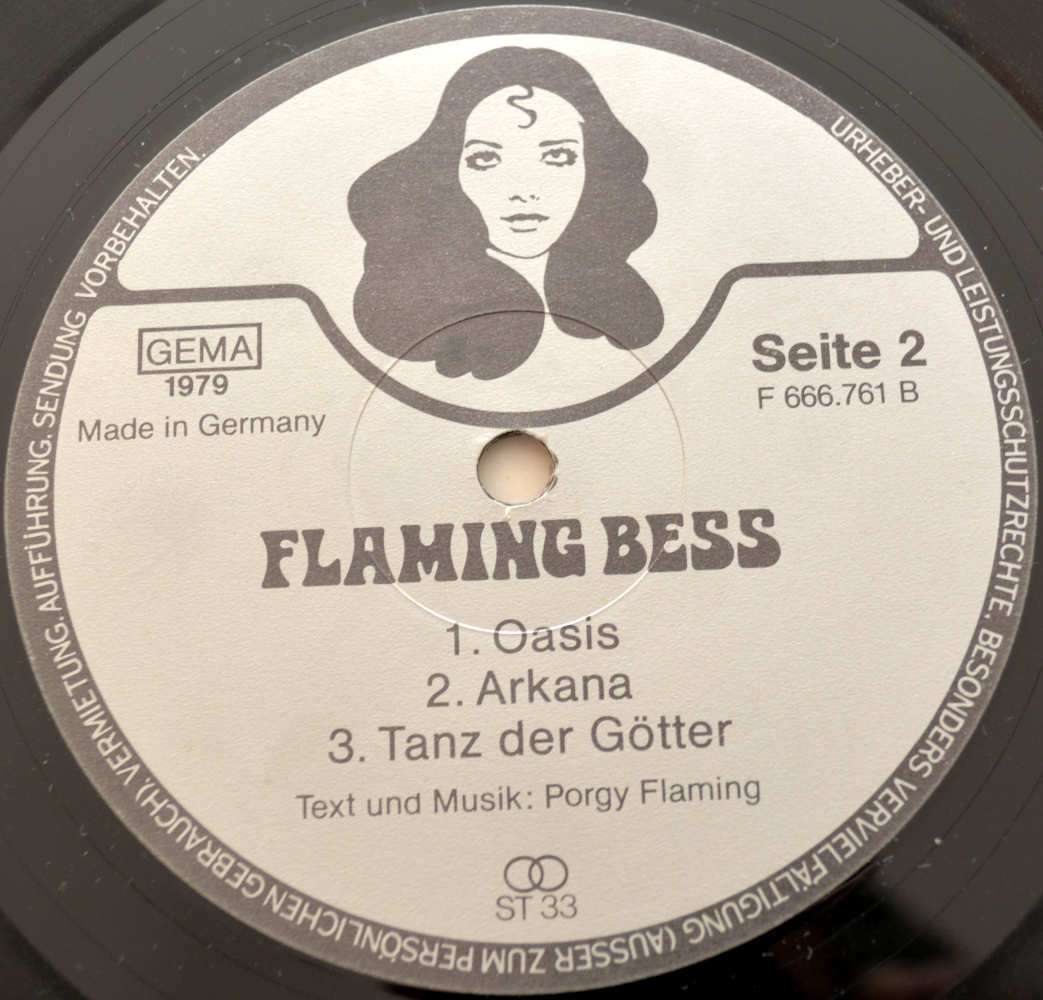 URHEBER- UND LEISTUNGSSCHUTZRECHTE. BESONDERS VERVIELFÄLTIGUNG (AUSSER ZUM PERSÖNLICHEN GEBRAUCH), VERMIETUNG. AUFFÜHRUNG. SENDUNG VORBEHALTEN.
GEMA
1979
Made in Germany
Seite 2
F 666.761 B
FLAMING BESS
1. Oasis
2. Arkana
3. Tanz der Götter
Text und Musik: Porgy Flaming
ST 33